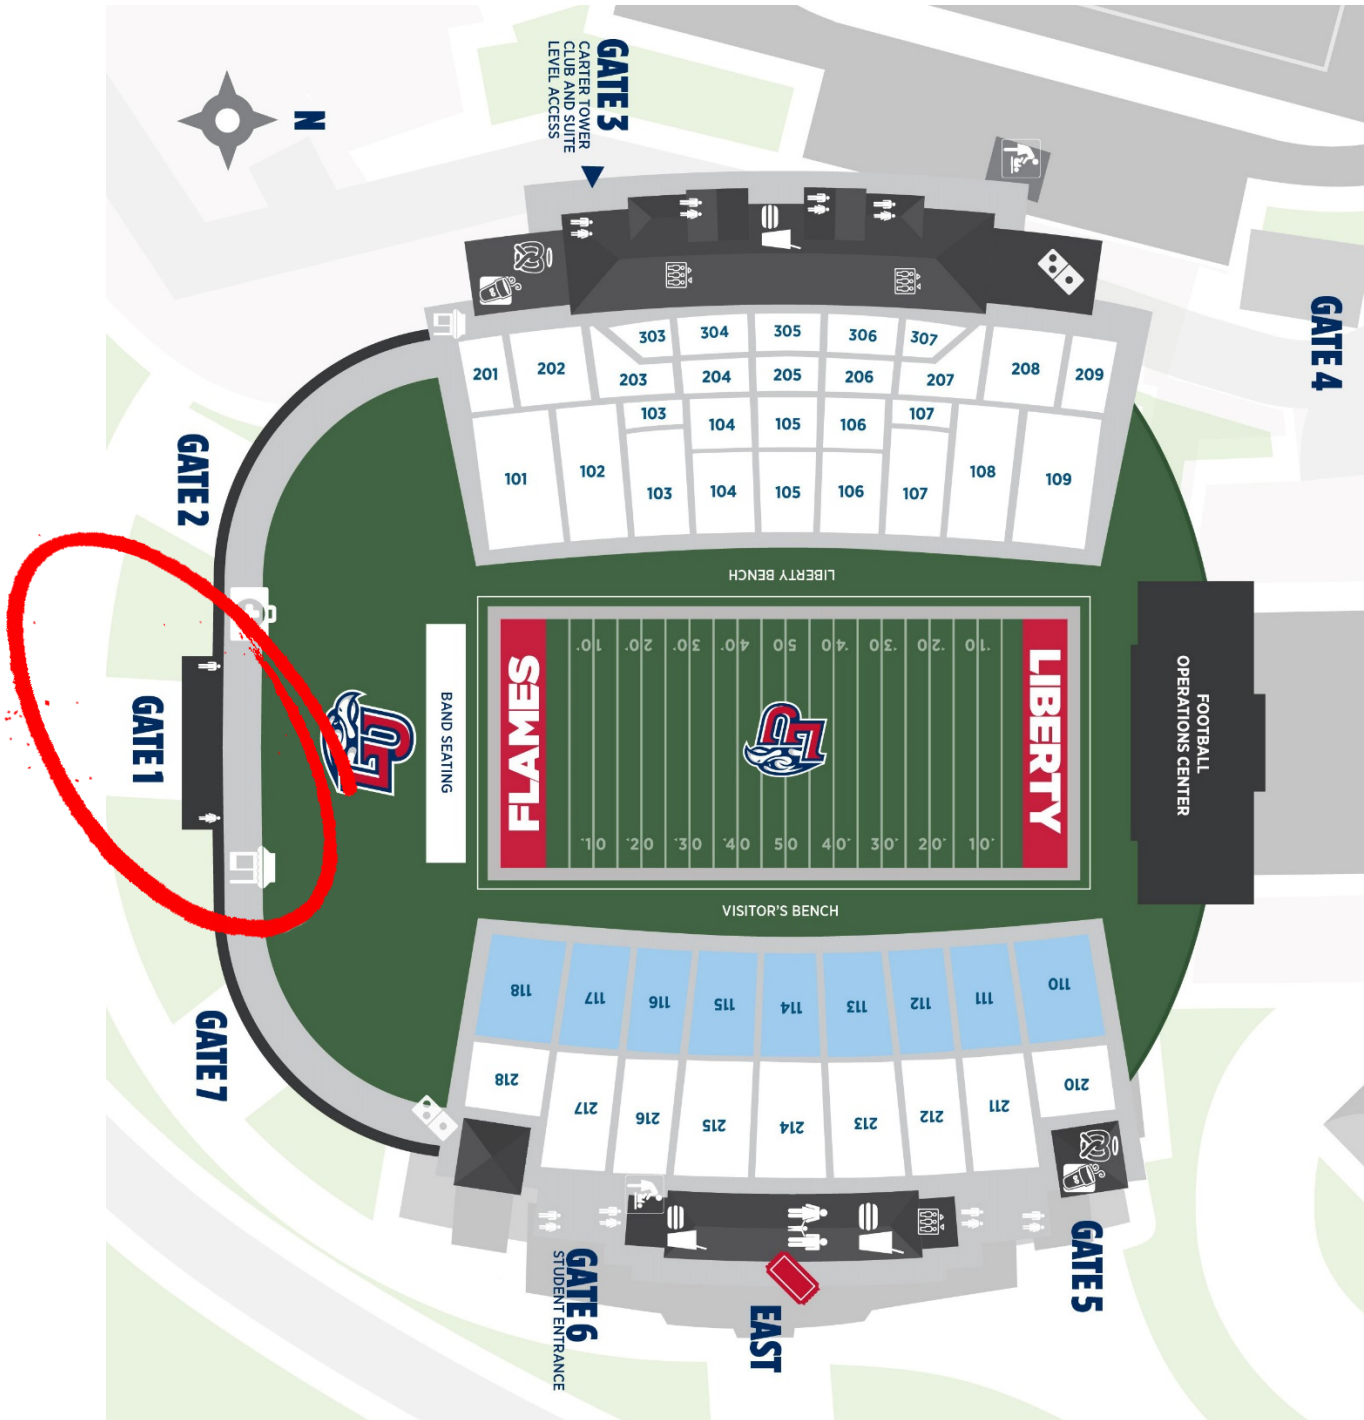 GATE 3
CARTER TOWER
CLUB AND SUITE
LEVEL ACCESS
N
GATE 4
303
304
305
306
307
201
202
203
204
205
206
207
208
209
103
104
105
106
107
101
102
103
104
105
106
107
108
109
GATE 2
LIBERTY BENCH
10 20 30 40 50 40 30 20 10
FLAMES
LIBERTY
LU
LU
BAND SEATING
FOOTBALL
OPERATIONS CENTER
GATE 1
10 20 30 40 50 40 30 20 10
VISITOR'S BENCH
118
117
116
115
114
113
112
111
110
GATE 7
218
217
216
215
214
213
212
211
210
GATE 6
STUDENT ENTRANCE
EAST
GATE 5